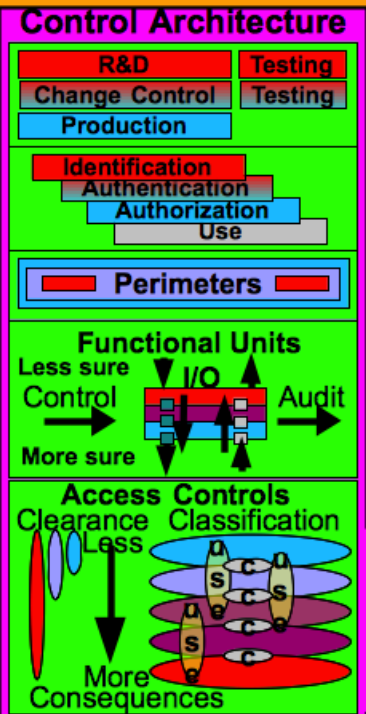 Control Architecture
R&D Testing
Change Control Testing
Production
Identification
Authentication
Authorization
Use
Perimeters
Functional Units
Less sure
I/O
Control Audit
More sure
Access Controls
Clearance Classification
Less
u
s
e
c
u
s
e
c
u
s
e
c
c
More
Consequences